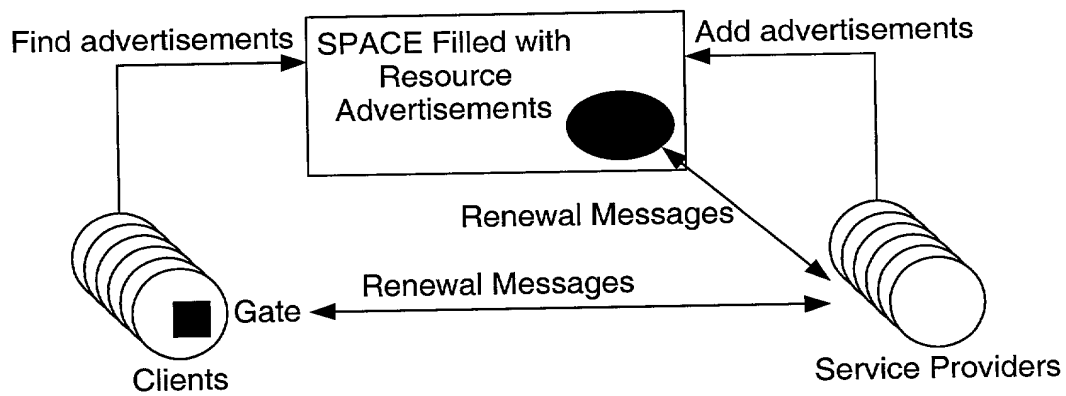 Find advertisements
SPACE Filled with
Resource
Advertisements
Add advertisements
Renewal Messages
Renewal Messages
Gate
Clients
Service Providers